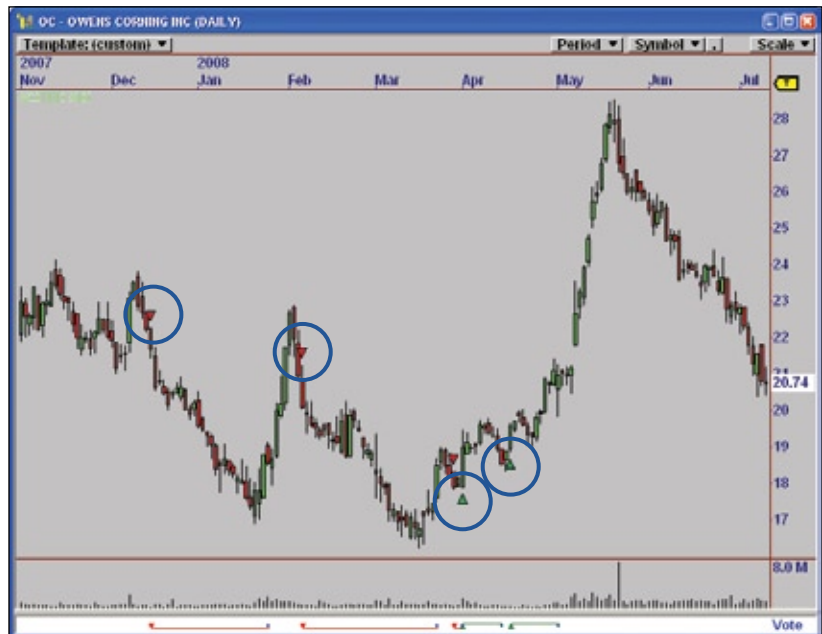 OC - OWENS CORNING INC (DAILY)
Template: (custom) Period Symbol . Scale
2007 2008
Nov Dec Jan Feb Mar Apr May Jun Jul
28
27
26
25
24
23
22
21
20.74
20
19
18
17
8.0 M
Vote